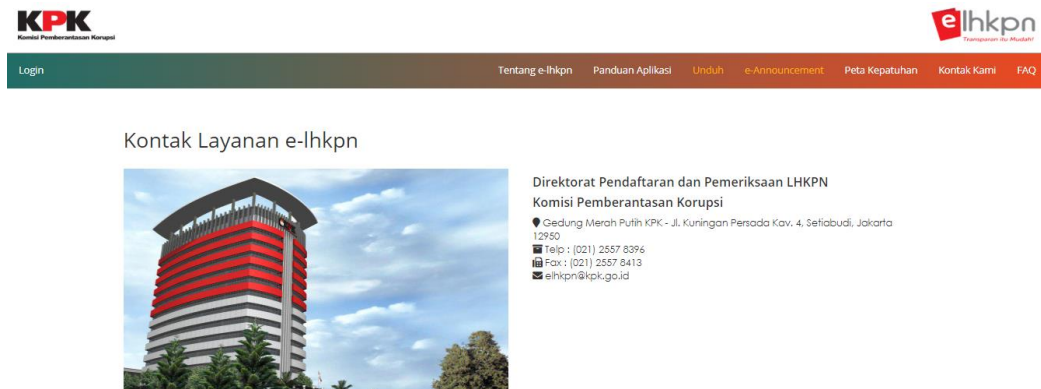 KPK
Komisi Pemberantasan Korupsi
elhkpn
Transparan itu Mudah!
Login
Tentang e-lhkpn
Panduan Aplikasi
Unduh
e-Announcement
Peta Kepatuhan
Kontak Kami
FAQ
Kontak Layanan e-lhkpn
Direktorat Pendaftaran dan Pemeriksaan LHKPN
Komisi Pemberantasan Korupsi
Gedung Merah Putih KPK - Jl. Kuningan Persada Kav. 4, Setiabudi, Jakarta
12950
Telp : (021) 2557 8396
Fax : (021) 2557 8413
elhkpn@kpk.go.id